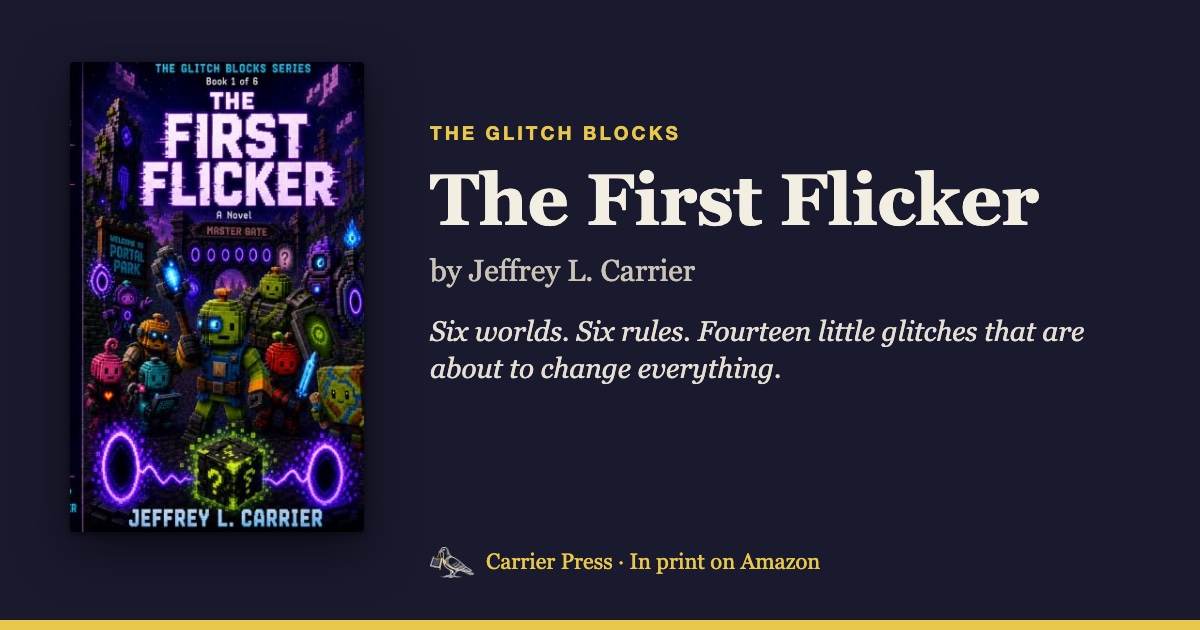 THE GLITCH BLOCKS SERIES
Book 1 of 6
THE
FIRST
FLICKER
A Novel
MASTER GATE
?
WELCOME TO
PORTAL
PARK
? ?
JEFFREY L. CARRIER
THE GLITCH BLOCKS
The First Flicker
by Jeffrey L. Carrier
Six worlds. Six rules. Fourteen little glitches that are
about to change everything.
Carrier Press · In print on Amazon